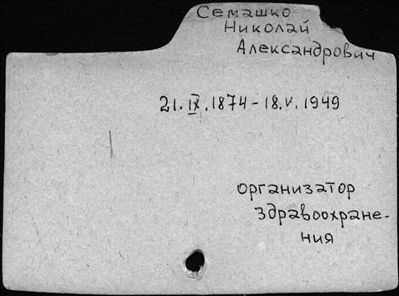 Семашко
Николай
Александрович
21.IX.1874-18.V.1949
организатор
здравоохране-
ния